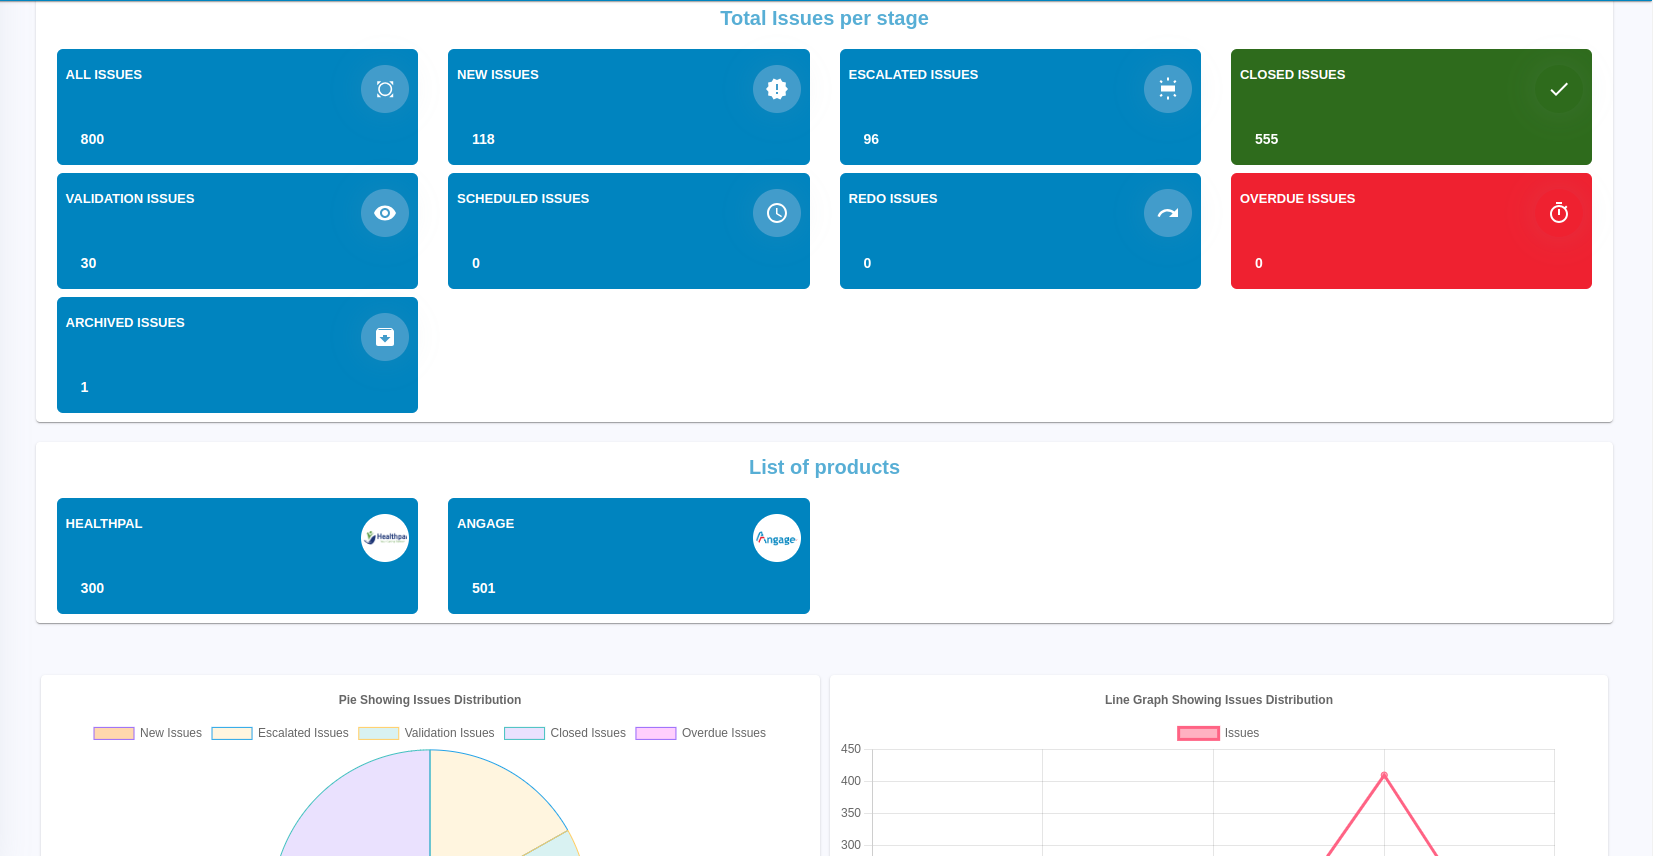 Total Issues per stage
ALL ISSUES
800
NEW ISSUES
118
ESCALATED ISSUES
96
CLOSED ISSUES
555
VALIDATION ISSUES
30
SCHEDULED ISSUES
0
REDO ISSUES
0
OVERDUE ISSUES
0
ARCHIVED ISSUES
1
List of products
HEALTHPAL
Healthpal
300
ANGAGE
Angage
501
Pie Showing Issues Distribution
New Issues
Escalated Issues
Validation Issues
Closed Issues
Overdue Issues
Line Graph Showing Issues Distribution
Issues
450
400
350
300